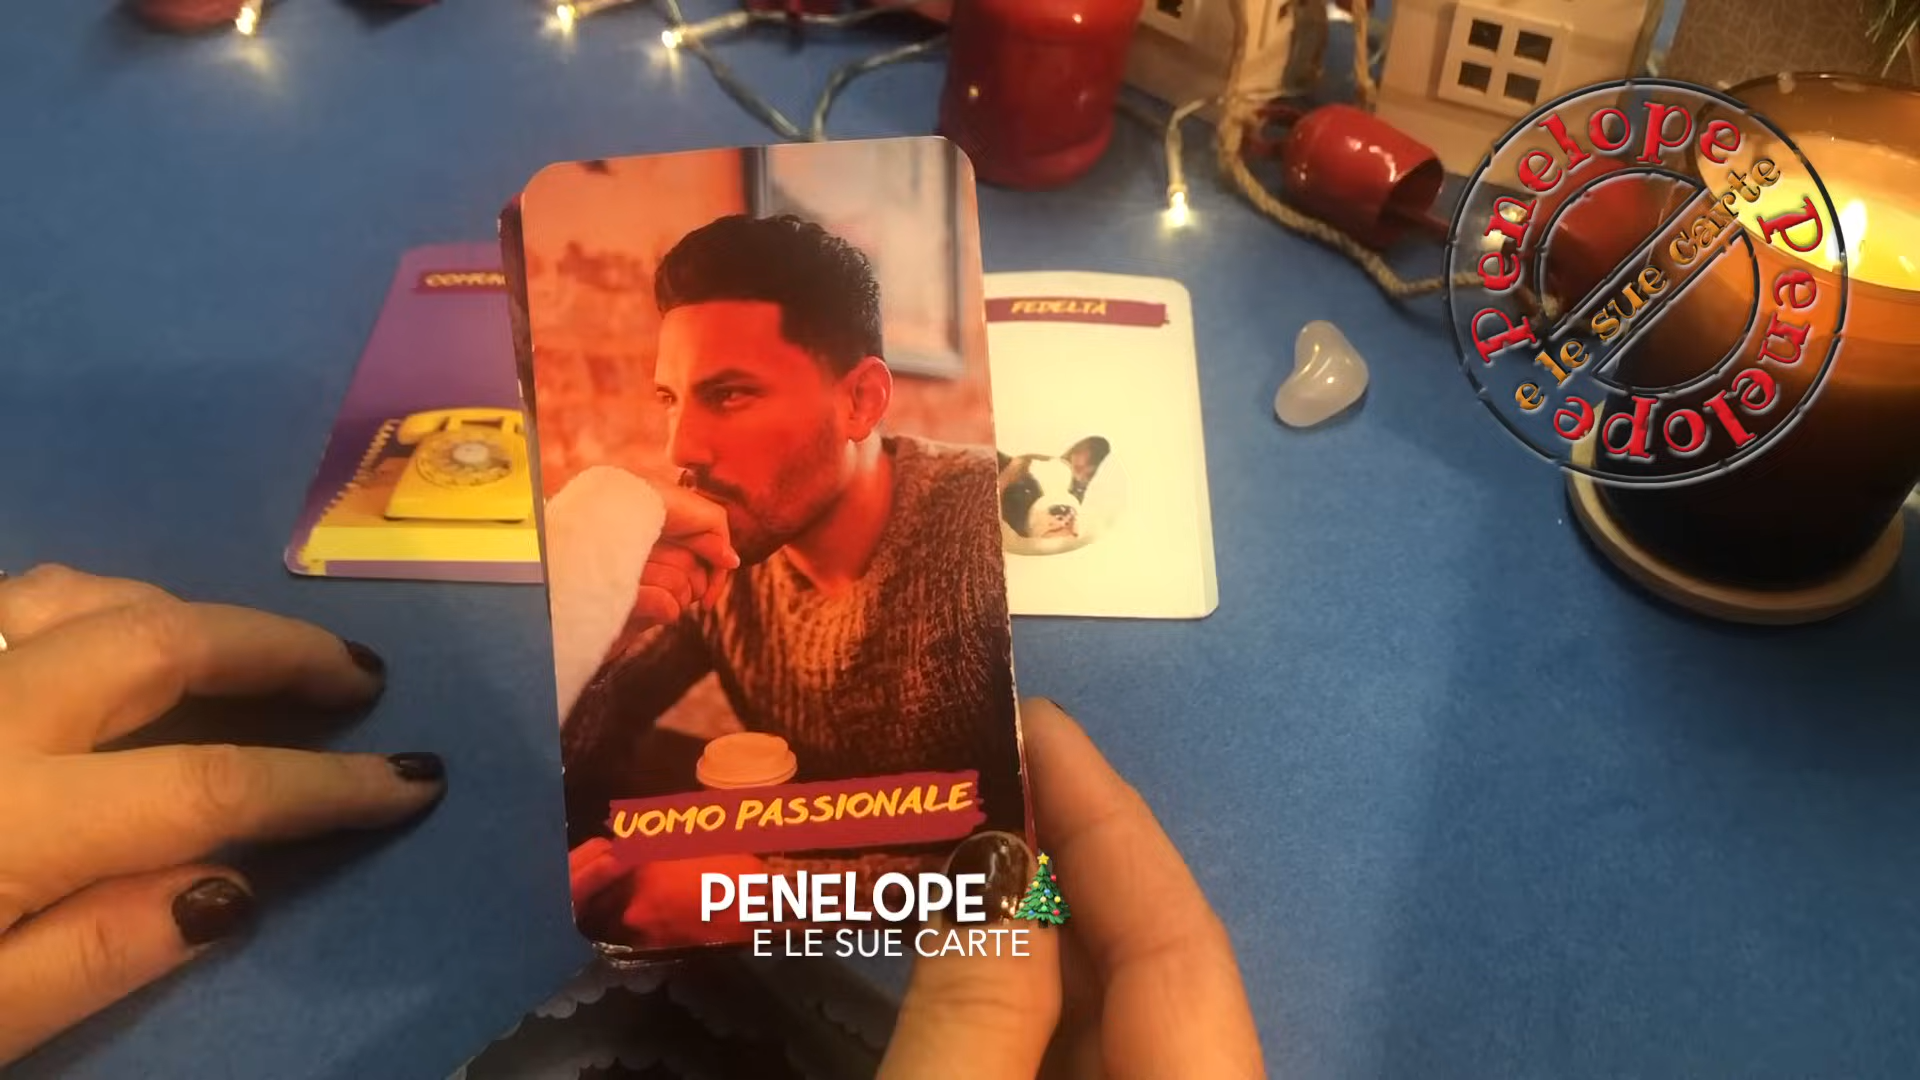 Penelope
e le sue carte
Penelope
FEDELTÀ
UOMO PASSIONALE
PENELOPE 🎄
E LE SUE CARTE